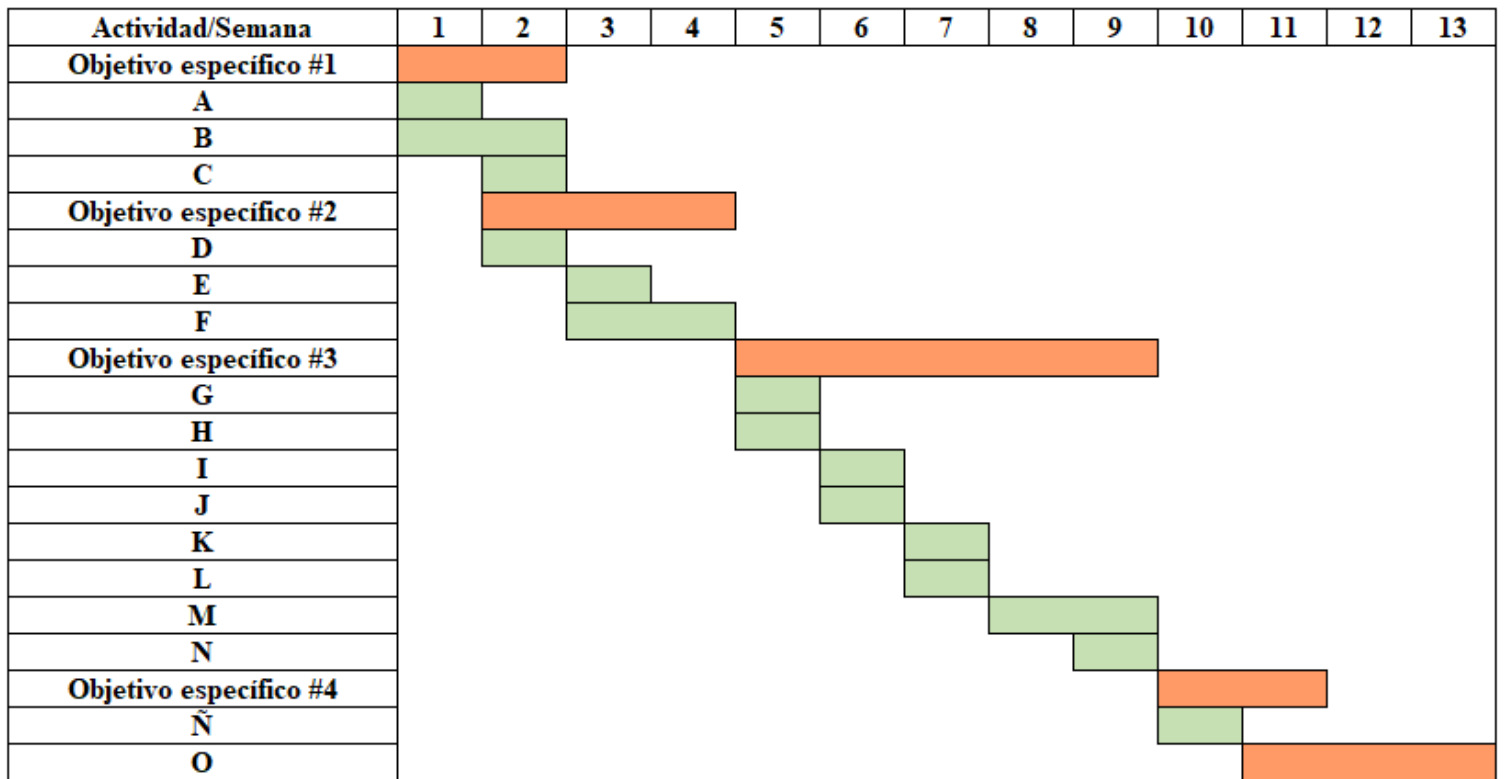 Actividad/Semana 1 2 3 4 5 6 7 8 9 10 11 12 13
Objetivo específico #1
A
B
C
Objetivo específico #2
D
E
F
Objetivo específico #3
G
H
I
J
K
L
M
N
Objetivo específico #4
Ñ
O